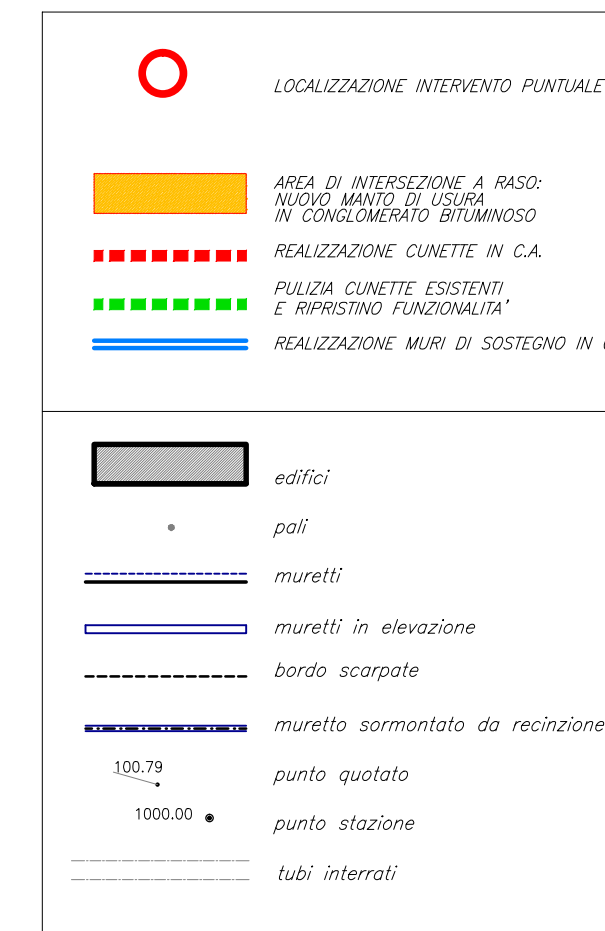 LOCALIZZAZIONE INTERVENTO PUNTUALE
AREA DI INTERSEZIONE A RASO:
NUOVO MANTO DI USURA
IN CONGLOMERATO BITUMINOSO
REALIZZAZIONE CUNETTE IN C.A.
PULIZIA CUNETTE ESISTENTI
E RIPRISTINO FUNZIONALITA'
REALIZZAZIONE MURI DI SOSTEGNO IN
edifici
pali
muretti
muretti in elevazione
bordo scarpate
muretto sormontato da recinzione
100.79
punto quotato
1000.00
punto stazione
tubi interrati